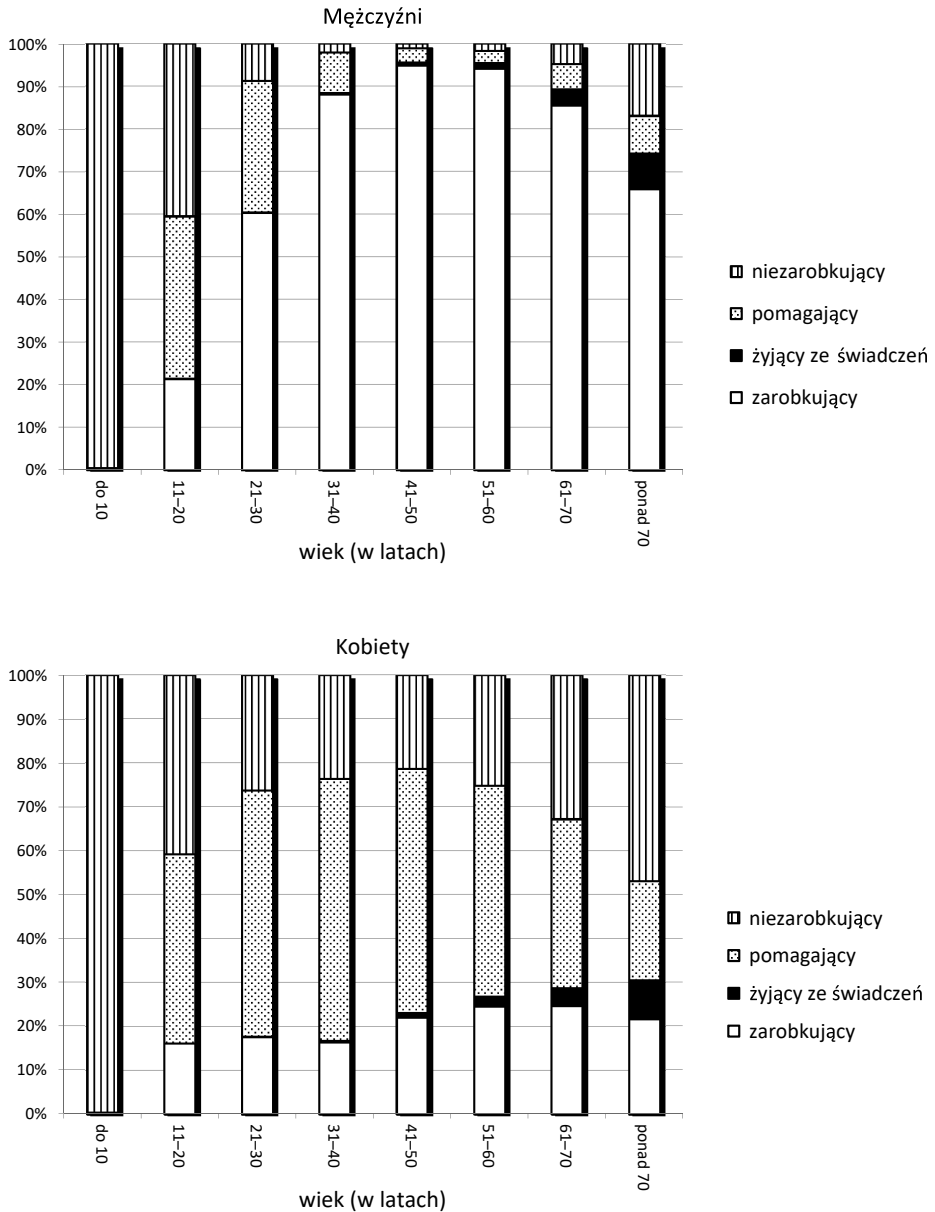 Mężczyźni
100%
90%
80%
70%
60%
50%
40%
30%
20%
10%
0%
do 10
11–20
21–30
31–40
41–50
51–60
61–70
ponad 70
wiek (w latach)
niezarobkujący
pomagający
żyjący ze świadczeń
zarobkujący
Kobiety
100%
90%
80%
70%
60%
50%
40%
30%
20%
10%
0%
do 10
11–20
21–30
31–40
41–50
51–60
61–70
ponad 70
wiek (w latach)
niezarobkujący
pomagający
żyjący ze świadczeń
zarobkujący